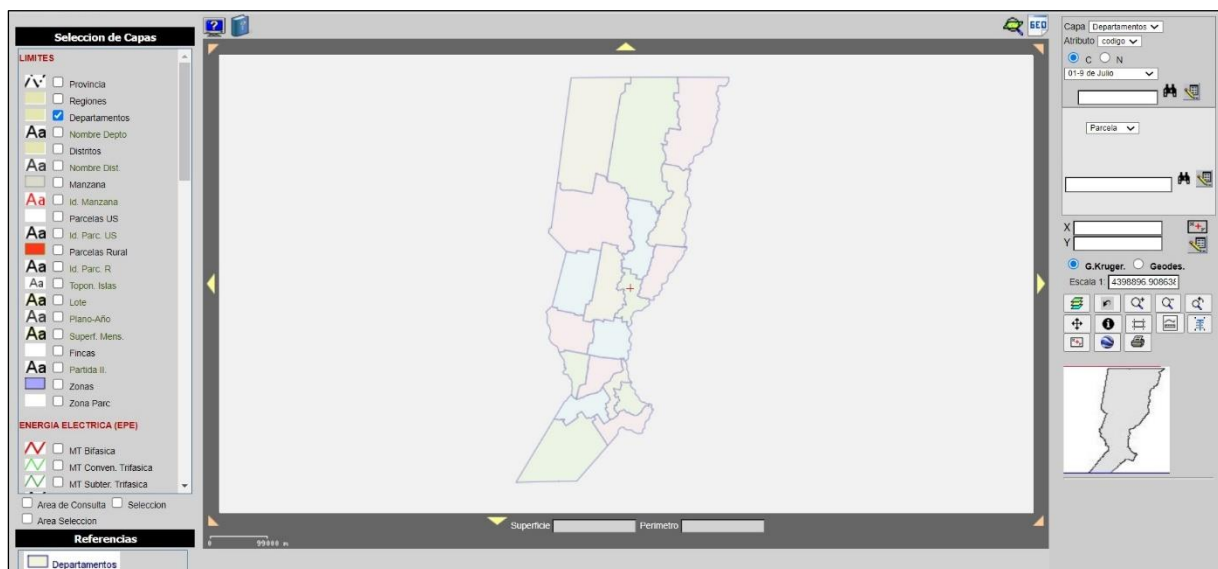 Seleccion de Capas
LIMITES
Provincia
Regiones
Departamentos
Aa Nombre Depto
Distritos
Aa Nombre Dist.
Manzana
Aa Id. Manzana
Parcelas US
Aa Id. Parc. US
Parcelas Rural
Aa Id. Parc. R
Aa Topon. Islas
Aa Lote
Aa Plano-Año
Aa Superf. Mens.
Fincas
Aa Partida II.
Zonas
Zona Parc
ENERGIA ELECTRICA (EPE)
MT Bifasica
MT Conven. Trifasica
MT Subter. Trifasica
Area de Consulta Seleccion
Area Seleccion
Referencias
Departamentos
GEO
Superficie Perimetro
0 99000 m
Capa: Departamentos
Atributo codigo
C N
01-9 de Julio
Parcela
X
Y
G.Kruger. Geodes.
Escala 1: 4398896.908638